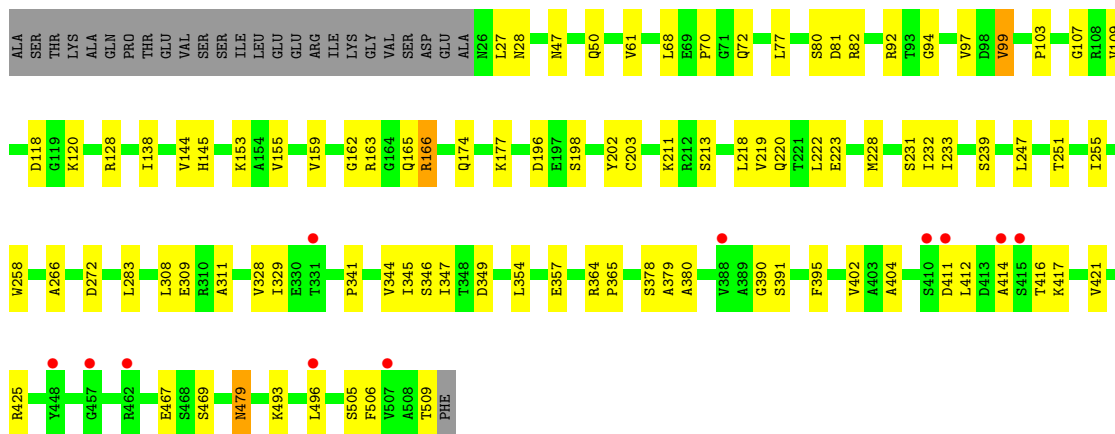 ALA SER THR LYS ALA GLN PRO THR GLU VAL SER SER ILE LEU GLU GLU ARG ILE LYS GLY VAL SER ASP GLU ALA N26 L27 N28 N47 Q50 V61 L68 E69 P70 G71 Q72 L77 S80 D81 R82 R92 T93 G94 V97 D98 V99 P103 G107 R108 V109
D118 G119 K120 R128 I138 V144 H145 K153 A154 V155 V159 G162 R163 G164 Q165 R166 Q174 K177 D196 E197 S198 Y202 C203 K211 R212 S213 L218 V219 Q220 T221 L222 E223 M228 S231 I232 I233 S239 L247 T251 I255
W258 A266 D272 L283 L308 E309 R310 A311 V328 I329 E330 T331 P341 V344 I345 S346 I347 T348 D349 L354 E357 R364 P365 S378 A379 A380 V388 A389 G390 S391 F395 V402 A403 A404 S410 D411 L412 D413 A414 S415 T416 K417 V421
R425 Y448 G457 R462 E467 S468 S469 N479 K493 L496 S505 F506 V507 A508 T509 PHE